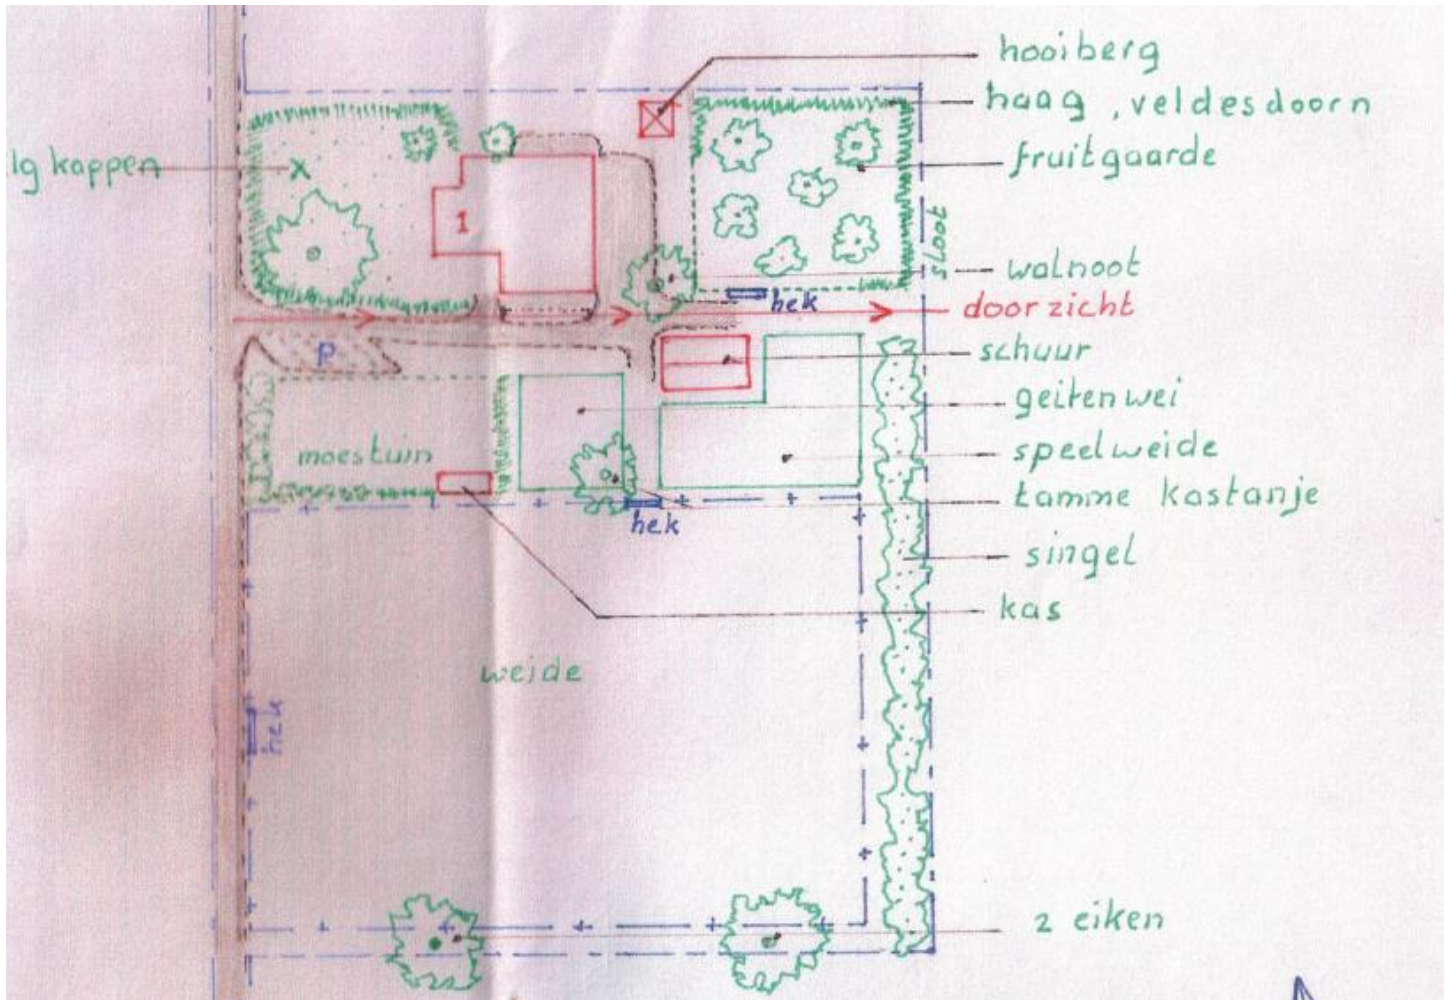 hooiberg
haag, veldesdoorn
lg kappen
fruitgaarde
1
sloot
walnoot
hek
doorzicht
P
schuur
geitenwei
moestuin
speelweide
tamme kastanje
hek
singel
kas
weide
hek
2 eiken